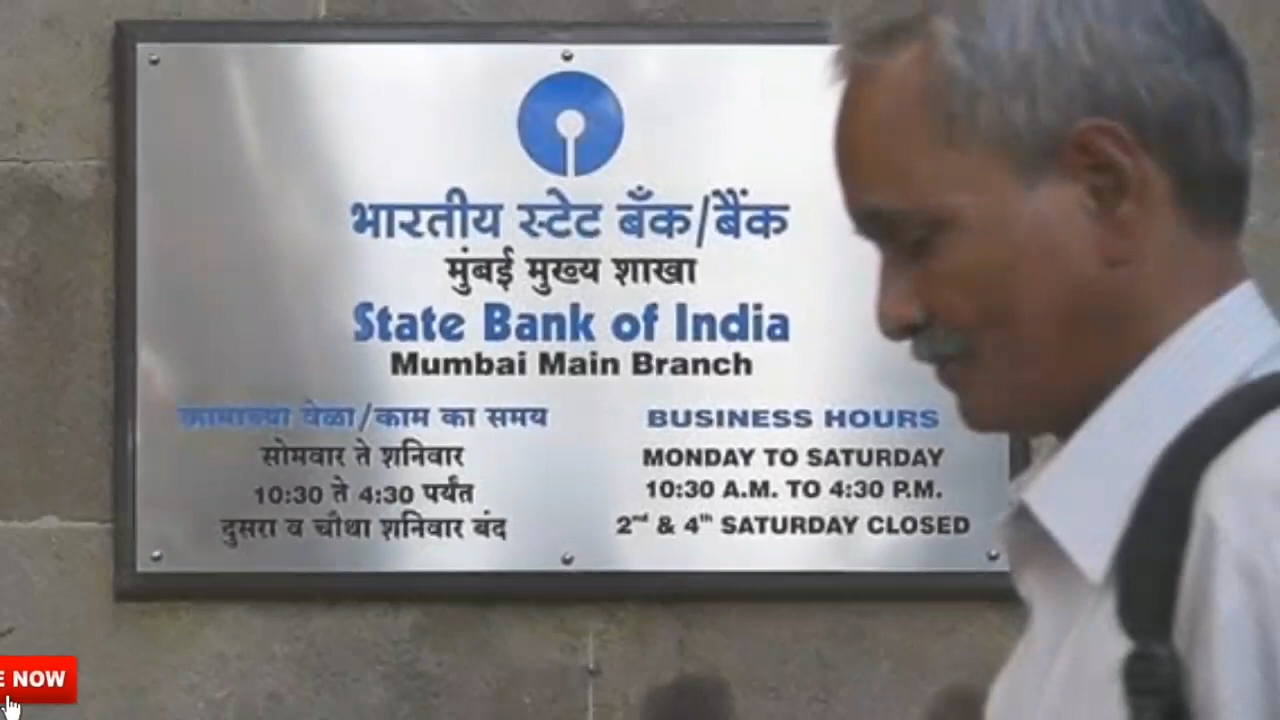 भारतीय स्टेट बँक/बैंक
मुंबई मुख्य शाखा
State Bank of India
Mumbai Main Branch
कामाच्या वेळा/काम का समय
सोमवार ते शनिवार
10:30 ते 4:30 पर्यंत
दुसरा व चौथा शनिवार बंद
BUSINESS HOURS
MONDAY TO SATURDAY
10:30 A.M. TO 4:30 P.M.
2nd & 4th SATURDAY CLOSED
NOW